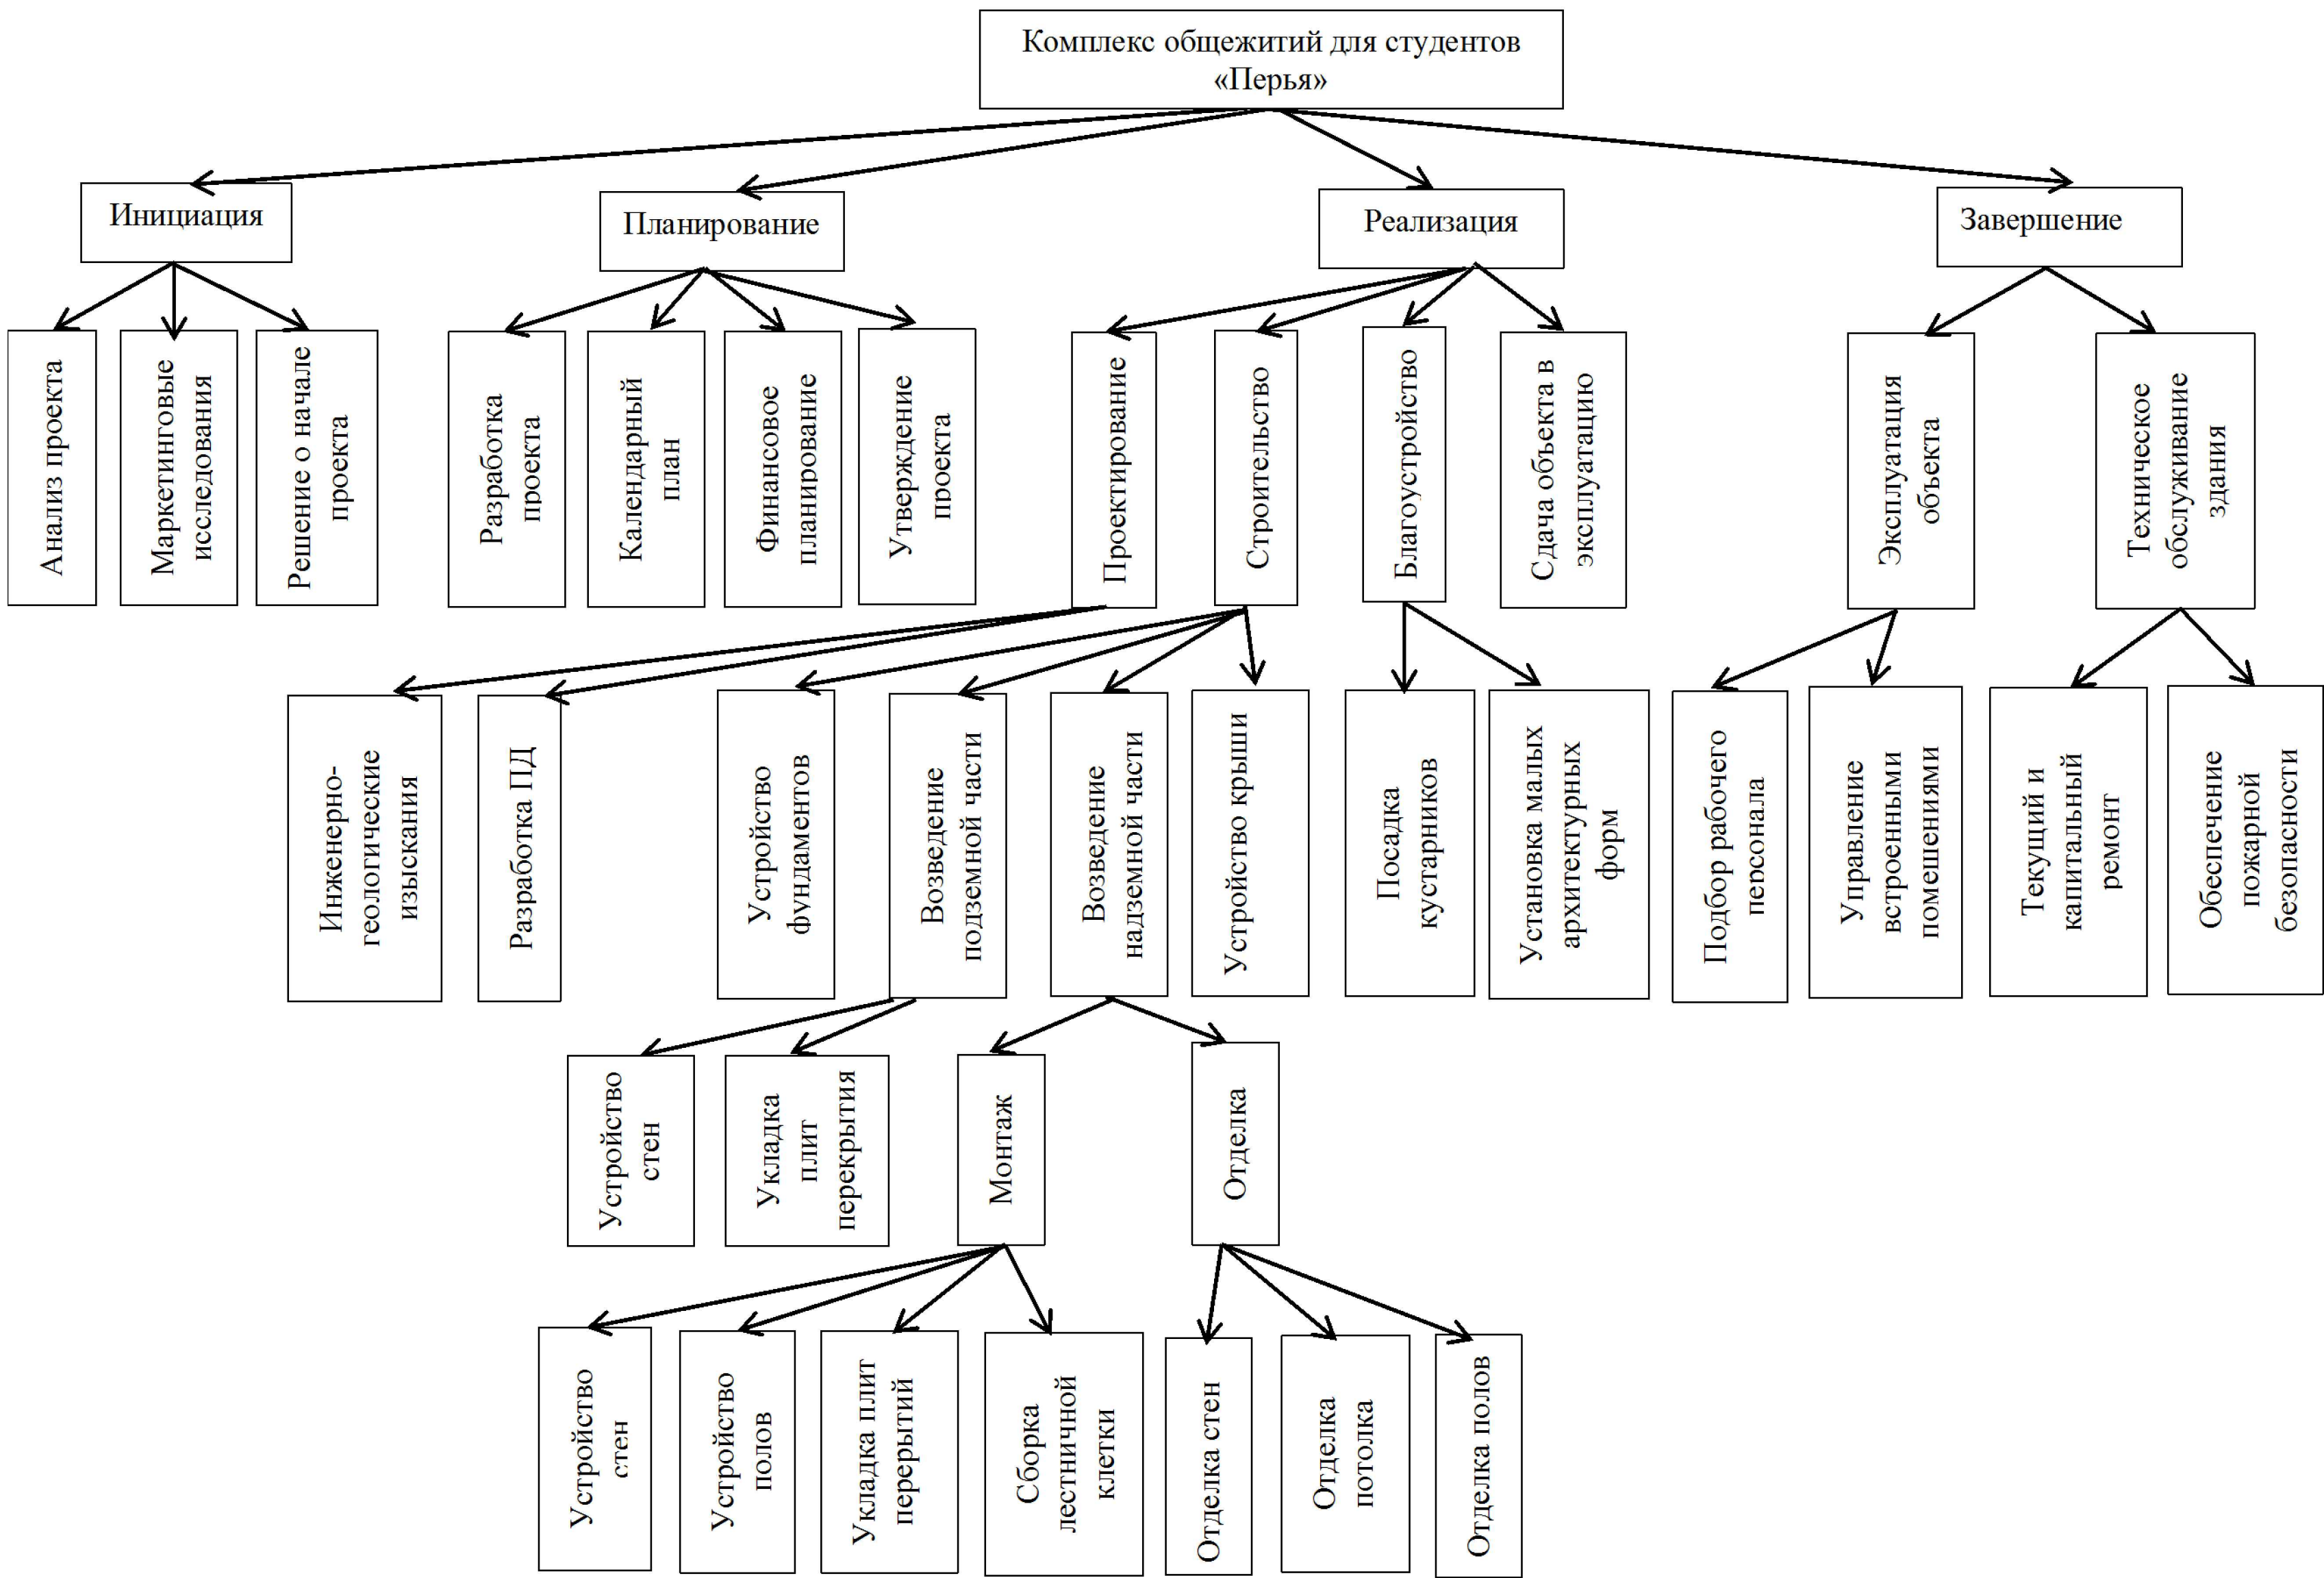 Комплекс общежитий для студентов
«Перья»
Инициация
Планирование
Реализация
Завершение
Анализ проекта
Маркетинговые
исследования
Решение о начале
проекта
Разработка
проекта
Календарный
план
Финансовое
планирование
Утверждение
проекта
Проектирование
Строительство
Благоустройство
Сдача объекта в
эксплуатацию
Эксплуатация
объекта
Техническое
обслуживание
здания
Инженерно-
геологические
изыскания
Разработка ПД
Устройство
фундаментов
Возведение
подземной части
Возведение
надземной части
Устройство крыши
Посадка
кустарников
Установка малых
архитектурных
форм
Подбор рабочего
персонала
Управление
встроенными
помешениями
Текущий и
капитальный
ремонт
Обеспечение
пожарной
безопасности
Устройство
стен
Укладка
плит
перекрытия
Монтаж
Отделка
Устройство
стен
Устройство
полов
Укладка плит
перерытий
Сборка
лестничной
клетки
Отделка стен
Отделка
потолка
Отделка полов